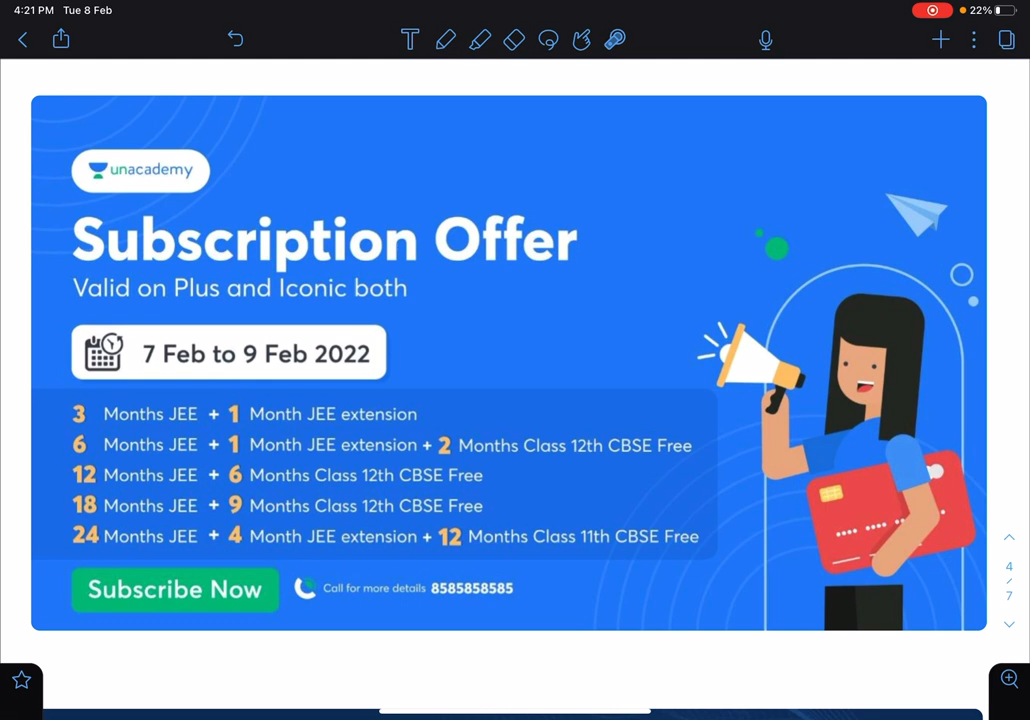 4:21 PM Tue 8 Feb
22%
unacademy
Subscription Offer
Valid on Plus and Iconic both
7 Feb to 9 Feb 2022
3 Months JEE + 1 Month JEE extension
6 Months JEE + 1 Month JEE extension + 2 Months Class 12th CBSE Free
12 Months JEE + 6 Months Class 12th CBSE Free
18 Months JEE + 9 Months Class 12th CBSE Free
24 Months JEE + 4 Month JEE extension + 12 Months Class 11th CBSE Free
Subscribe Now
Call for more details 8585858585
4
/
7